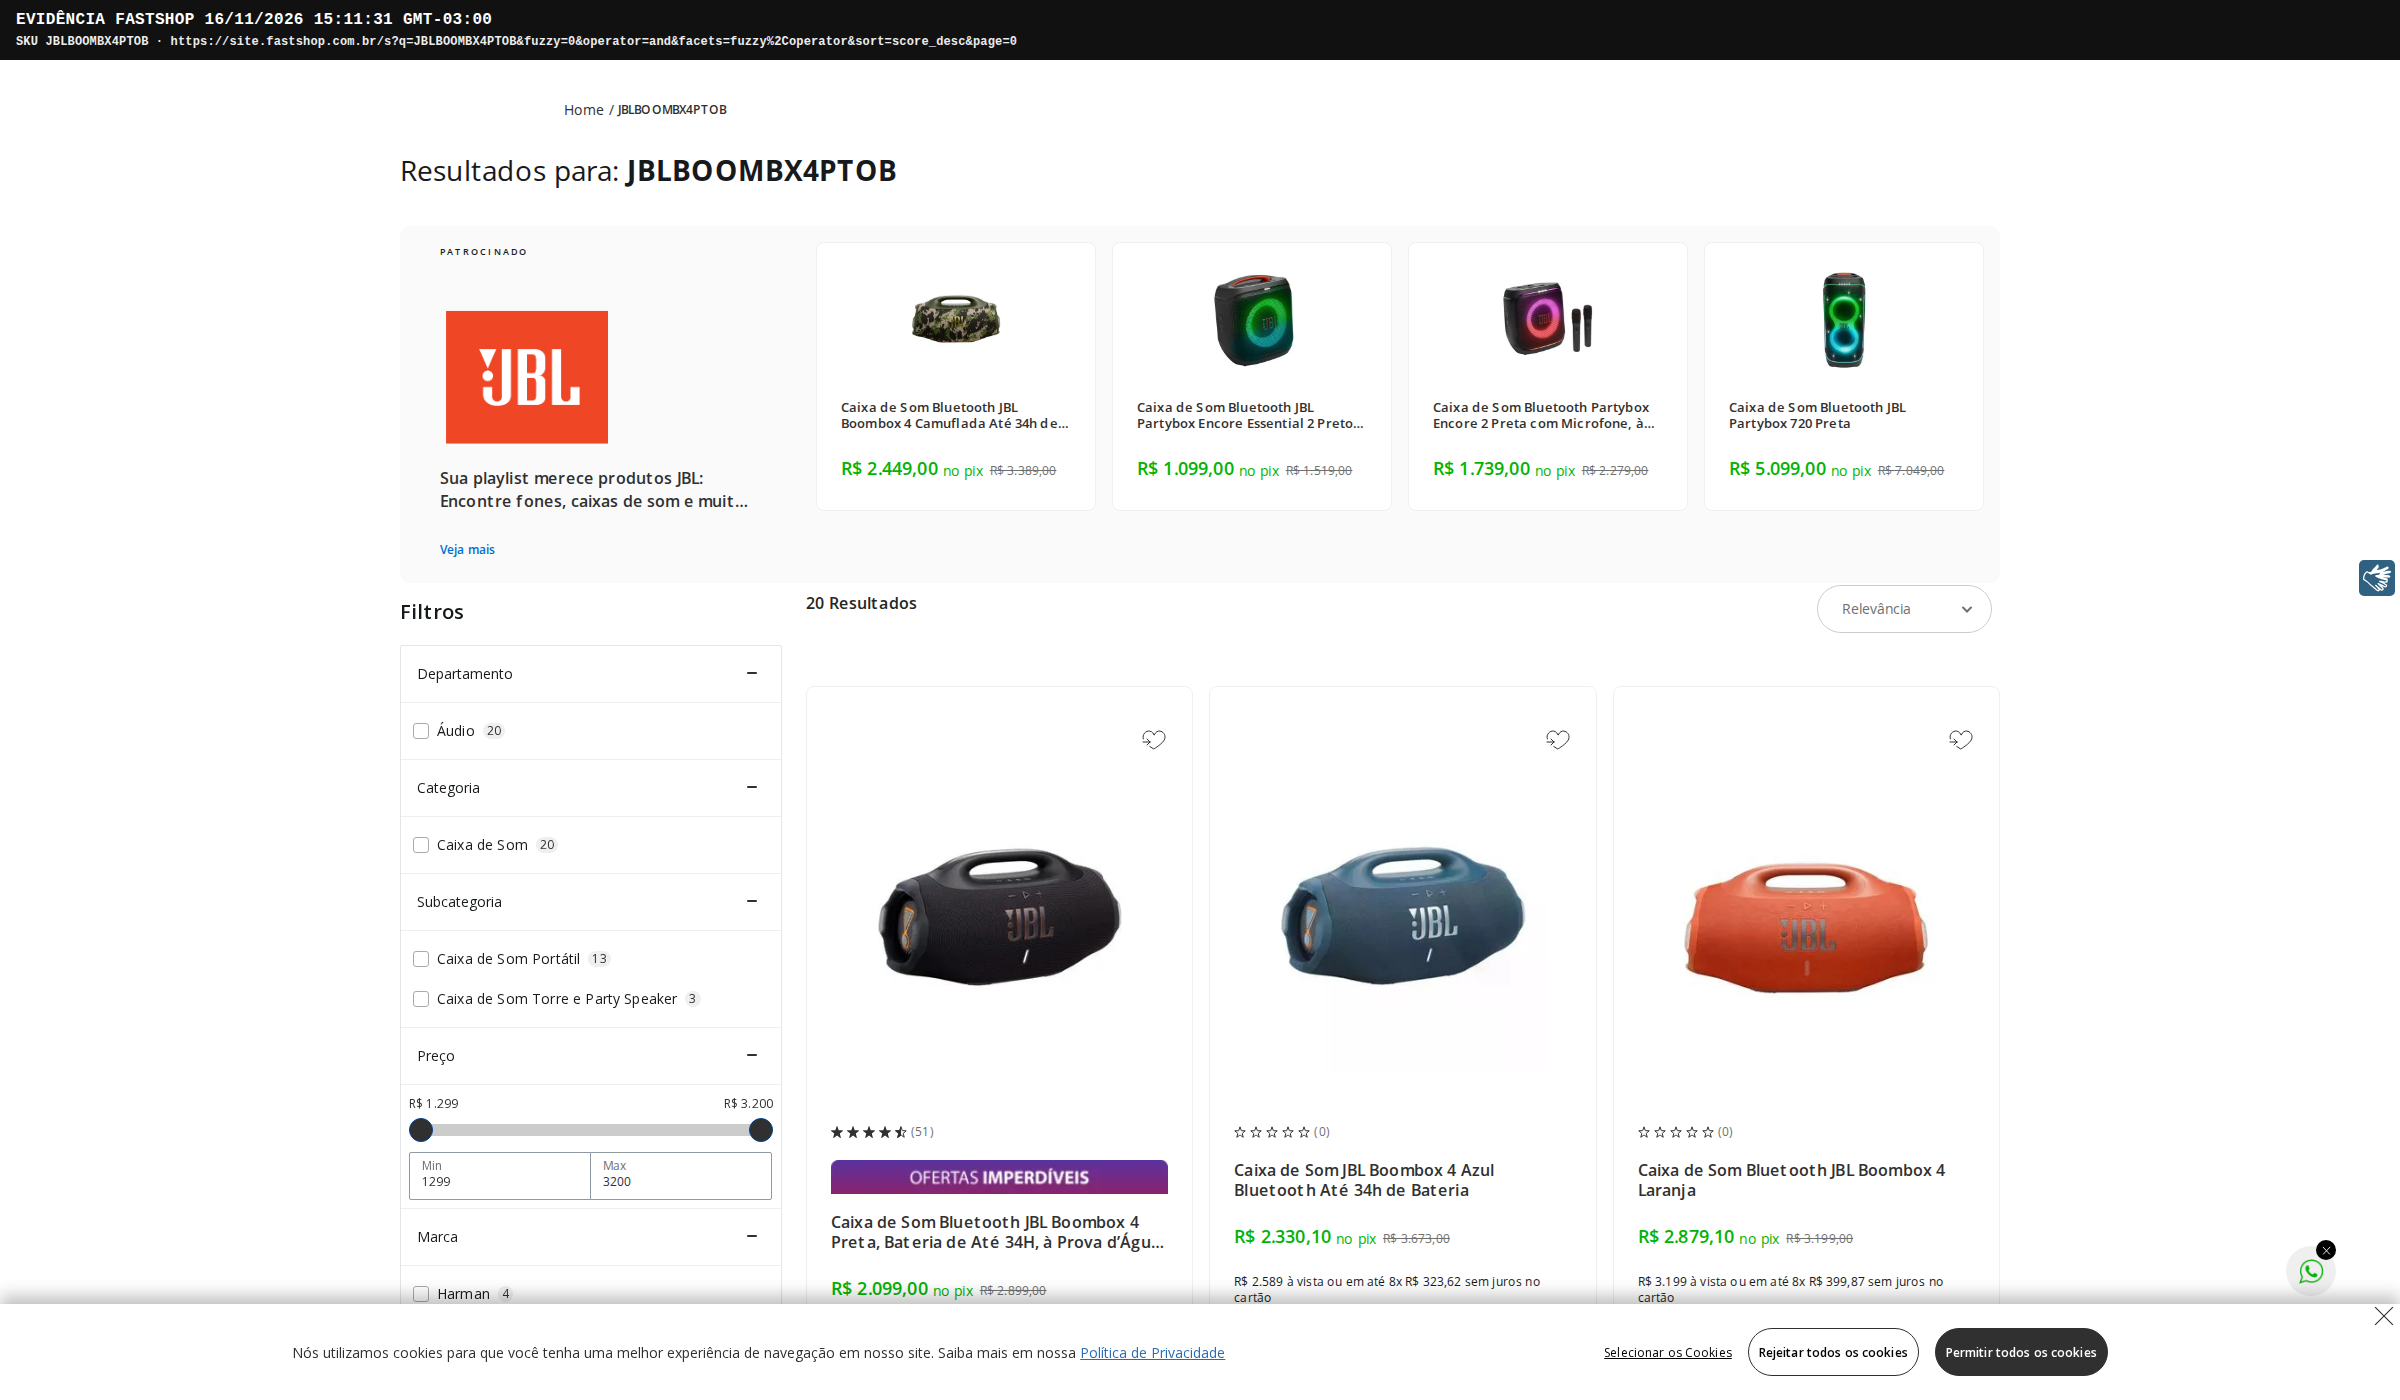 EVIDÊNCIA FASTSHOP 16/11/2026 15:11:31 GMT-03:00
SKU JBLBOOMBX4PTOB · https://site.fastshop.com.br/s?q=JBLBOOMBX4PTOB&fuzzy=0&operator=and&facets=fuzzy%2Coperator&sort=score_desc&page=0
Home / JBLBOOMBX4PTOB
Resultados para: JBLBOOMBX4PTOB
PATROCINADO
JBL
Sua playlist merece produtos JBL:
Encontre fones, caixas de som e muit...
Veja mais
Caixa de Som Bluetooth JBL
Boombox 4 Camuflada Até 34h de...
R$ 2.449,00 no pix R$ 3.389,00
Caixa de Som Bluetooth JBL
Partybox Encore Essential 2 Preto...
R$ 1.099,00 no pix R$ 1.519,00
Caixa de Som Bluetooth Partybox
Encore 2 Preta com Microfone, à...
R$ 1.739,00 no pix R$ 2.279,00
Caixa de Som Bluetooth JBL
Partybox 720 Preta
R$ 5.099,00 no pix R$ 7.049,00
Filtros
Departamento
Áudio 20
Categoria
Caixa de Som 20
Subcategoria
Caixa de Som Portátil 13
Caixa de Som Torre e Party Speaker 3
Preço
R$ 1.299 R$ 3.200
Min Max
1299 3200
Marca
Harman 4
20 Resultados
Relevância
JBL
(51)
OFERTAS IMPERDÍVEIS
Caixa de Som Bluetooth JBL Boombox 4
Preta, Bateria de Até 34H, à Prova d’Águ...
R$ 2.099,00 no pix R$ 2.899,00
JBL
(0)
Caixa de Som JBL Boombox 4 Azul
Bluetooth Até 34h de Bateria
R$ 2.330,10 no pix R$ 3.673,00
R$ 2.589 à vista ou em até 8x R$ 323,62 sem juros no
cartão
JBL
(0)
Caixa de Som Bluetooth JBL Boombox 4
Laranja
R$ 2.879,10 no pix R$ 3.199,00
R$ 3.199 à vista ou em até 8x R$ 399,87 sem juros no
cartão
Nós utilizamos cookies para que você tenha uma melhor experiência de navegação em nosso site. Saiba mais em nossa Política de Privacidade
Selecionar os Cookies
Rejeitar todos os cookies
Permitir todos os cookies